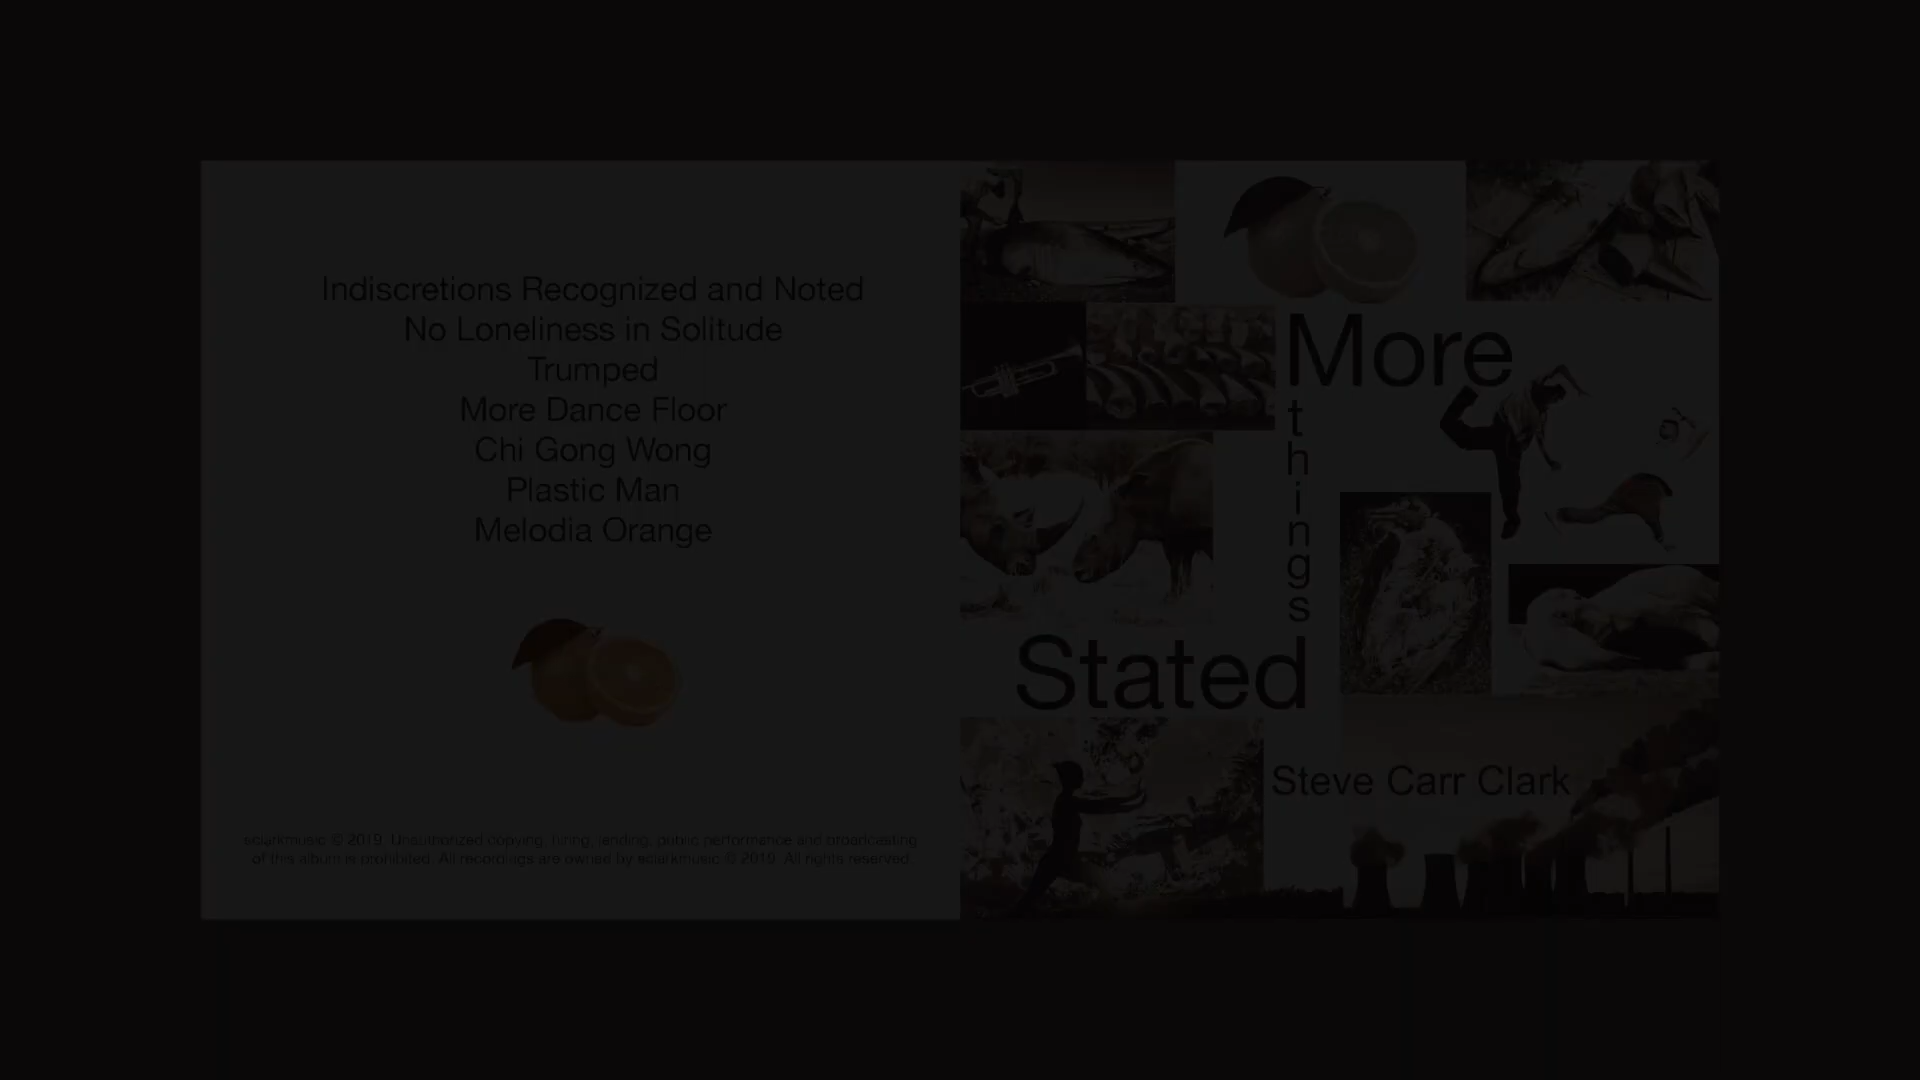 Indiscretions Recognized and Noted
No Loneliness in Solitude
Trumped
More Dance Floor
Chi Gong Wong
Plastic Man
Melodia Orange
sclarkmusic © 2019. Unauthorized copying, hiring, lending, public performance and broadcasting
of this album is prohibited. All recordings are owned by sclarkmusic © 2019. All rights reserved.
More
things
Stated
Steve Carr Clark